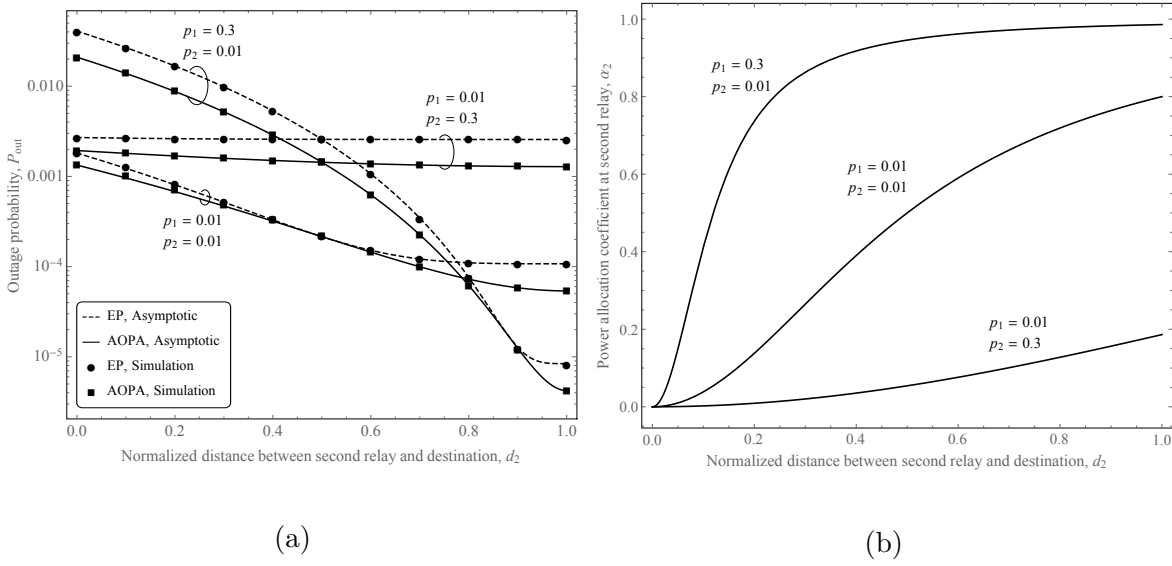 0.010
0.001
10⁻⁴
10⁻⁵
Outage probability, P_out
p₁ = 0.3
p₂ = 0.01
p₁ = 0.01
p₂ = 0.3
p₁ = 0.01
p₂ = 0.01
EP, Asymptotic
AOPA, Asymptotic
EP, Simulation
AOPA, Simulation
0.0 0.2 0.4 0.6 0.8 1.0
Normalized distance between second relay and destination, d₂
(a)
1.0
0.8
0.6
0.4
0.2
0.0
Power allocation coefficient at second relay, α₂
p₁ = 0.3
p₂ = 0.01
p₁ = 0.01
p₂ = 0.01
p₁ = 0.01
p₂ = 0.3
0.0 0.2 0.4 0.6 0.8 1.0
Normalized distance between second relay and destination, d₂
(b)